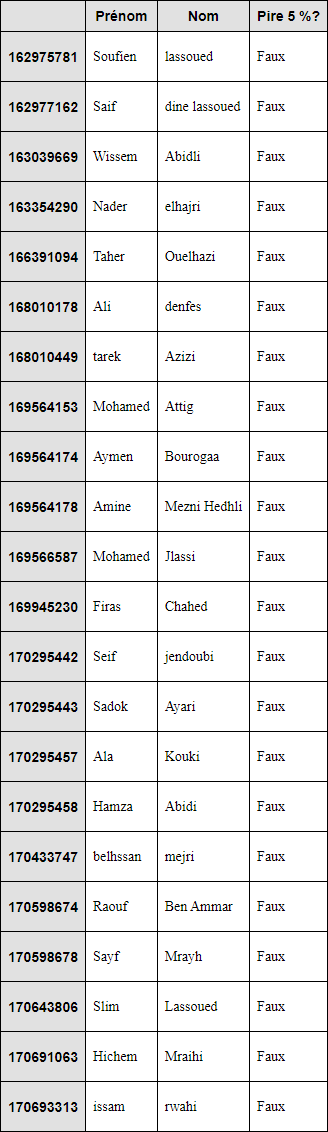 Prénom Nom Pire 5 %?
162975781 Soufien lassoued Faux
162977162 Saif dine lassoued Faux
163039669 Wissem Abidli Faux
163354290 Nader elhajri Faux
166391094 Taher Ouelhazi Faux
168010178 Ali denfes Faux
168010449 tarek Azizi Faux
169564153 Mohamed Attig Faux
169564174 Aymen Bourogaa Faux
169564178 Amine Mezni Hedhli Faux
169566587 Mohamed Jlassi Faux
169945230 Firas Chahed Faux
170295442 Seif jendoubi Faux
170295443 Sadok Ayari Faux
170295457 Ala Kouki Faux
170295458 Hamza Abidi Faux
170433747 belhssan mejri Faux
170598674 Raouf Ben Ammar Faux
170598678 Sayf Mrayh Faux
170643806 Slim Lassoued Faux
170691063 Hichem Mraihi Faux
170693313 issam rwahi Faux